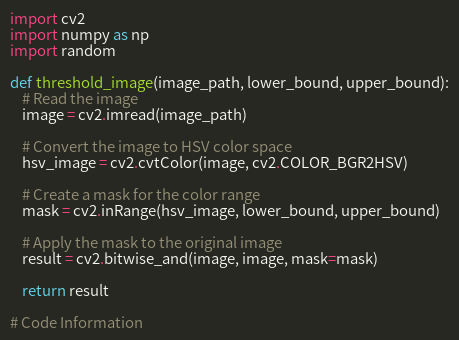 import cv2
import numpy as np
import random

def threshold_image(image_path, lower_bound, upper_bound):
    # Read the image
    image = cv2.imread(image_path)

    # Convert the image to HSV color space
    hsv_image = cv2.cvtColor(image, cv2.COLOR_BGR2HSV)

    # Create a mask for the color range
    mask = cv2.inRange(hsv_image, lower_bound, upper_bound)

    # Apply the mask to the original image
    result = cv2.bitwise_and(image, image, mask=mask)

    return result

# Code Information